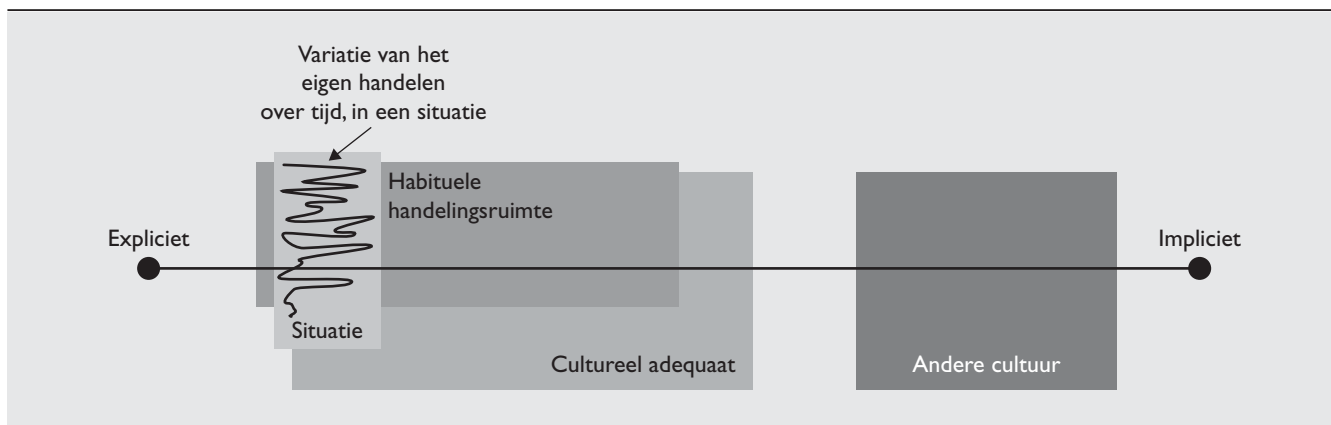 Variatie van het
eigen handelen
over tijd, in een situatie
Habituele
handelingsruimte
Expliciet
Impliciet
Situatie
Cultureel adequaat
Andere cultuur